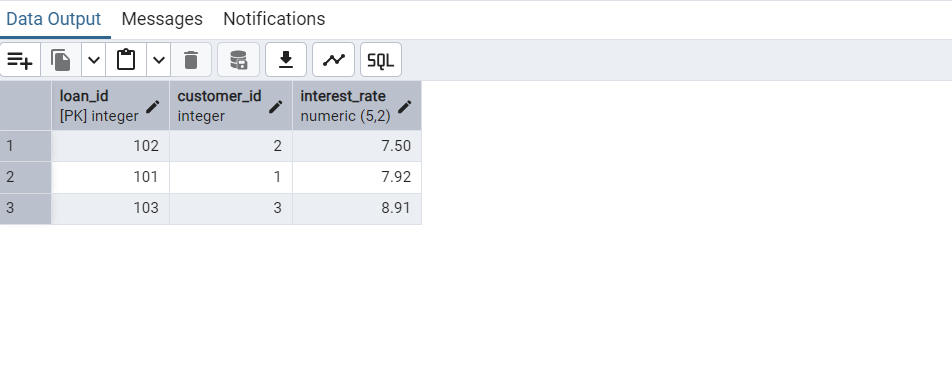 Data Output Messages Notifications
SQL
loan_id customer_id interest_rate
[PK] integer integer numeric (5,2)
1 102 2 7.50
2 101 1 7.92
3 103 3 8.91